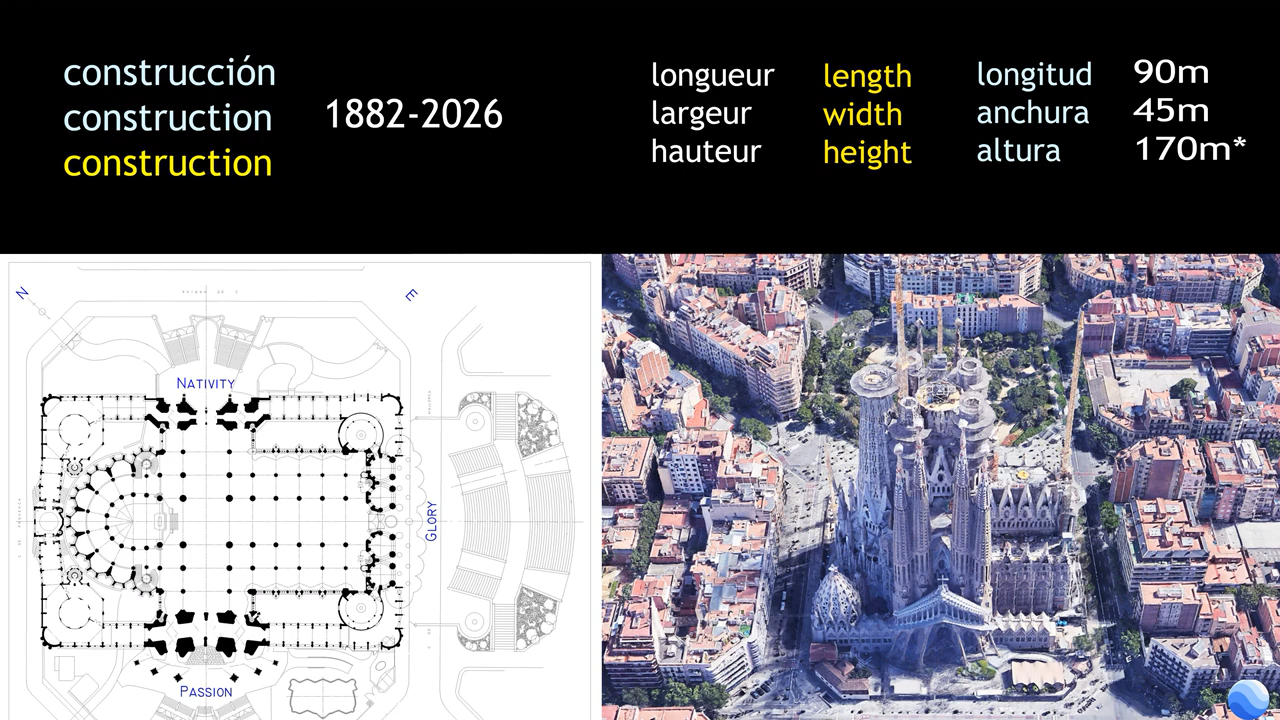 construcción
construction
construction
1882-2026
longueur length longitud 90m
largeur width anchura 45m
hauteur height altura 170m*
N
E
NATIVITY
GLORY
PASSION